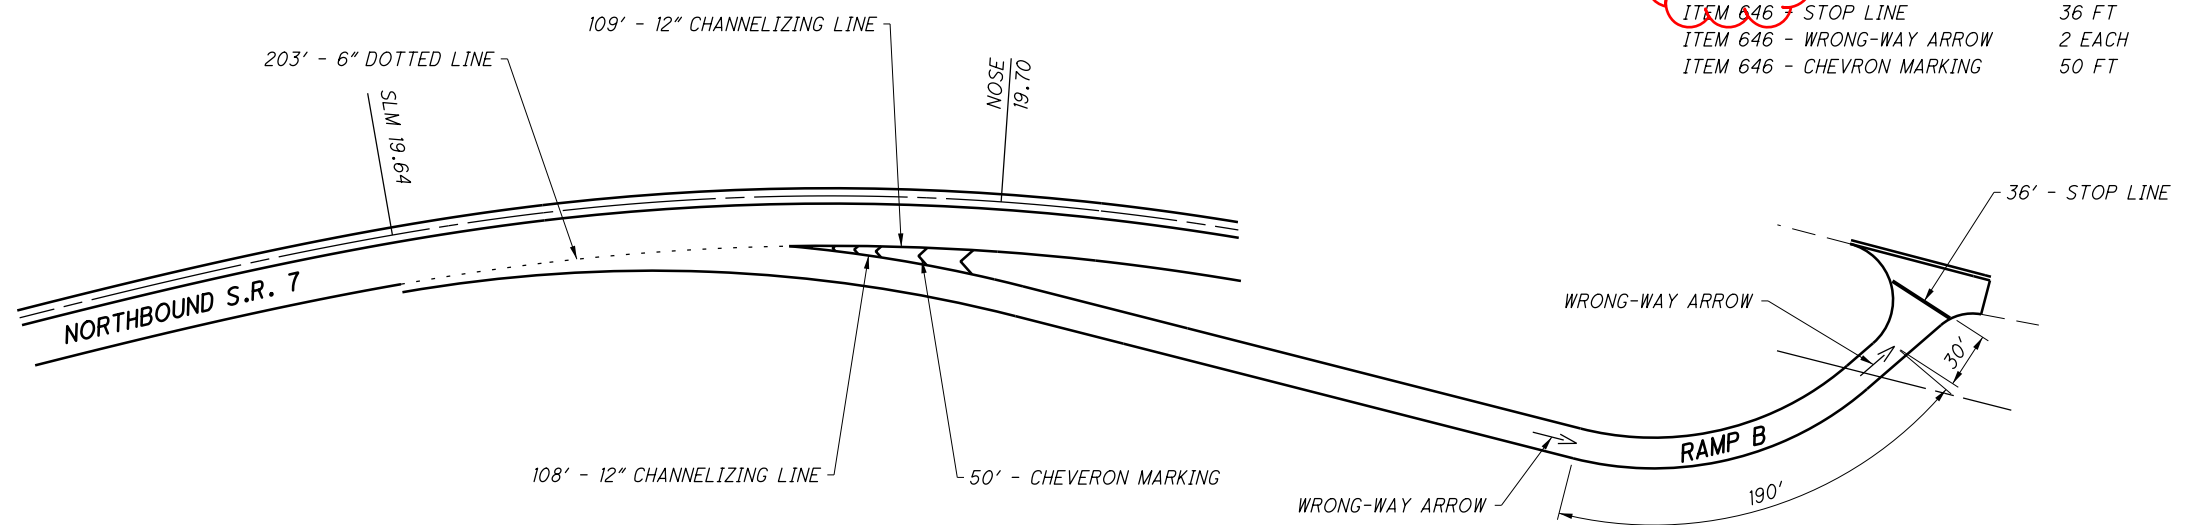 109' - 12" CHANNELIZING LINE
203' - 6" DOTTED LINE
SLM 19.64
NOSE
19.70
ITEM 646 - STOP LINE 36 FT
ITEM 646 - WRONG-WAY ARROW 2 EACH
ITEM 646 - CHEVRON MARKING 50 FT
36' - STOP LINE
NORTHBOUND S.R. 7
WRONG-WAY ARROW
30'
RAMP B
108' - 12" CHANNELIZING LINE
50' - CHEVERON MARKING
WRONG-WAY ARROW
190'